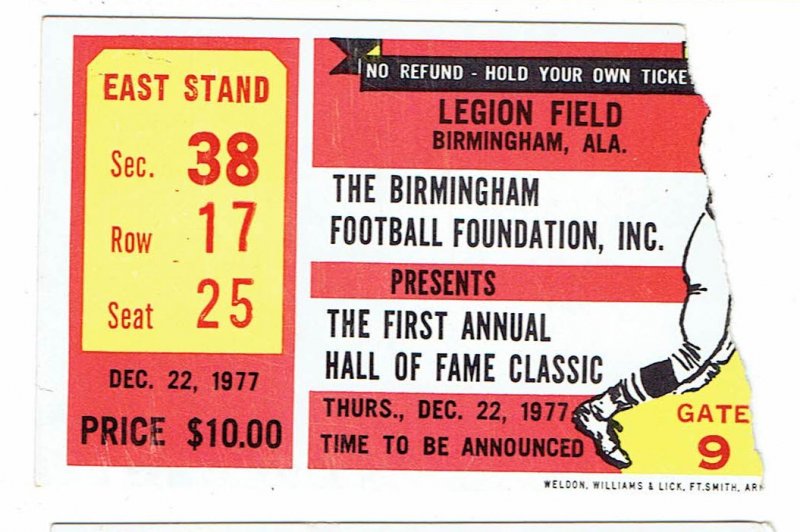 EAST STAND
Sec. 38
Row 17
Seat 25
DEC. 22, 1977
PRICE $10.00
NO REFUND - HOLD YOUR OWN TICKE
LEGION FIELD
BIRMINGHAM, ALA.
THE BIRMINGHAM
FOOTBALL FOUNDATION, INC.
PRESENTS
THE FIRST ANNUAL
HALL OF FAME CLASSIC
THURS., DEC. 22, 1977
TIME TO BE ANNOUNCED
GATE
9
WELDON, WILLIAMS & LICK, FT.SMITH, ARK